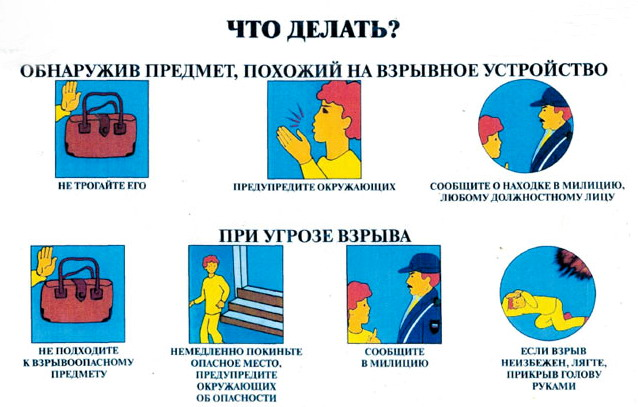 ЧТО ДЕЛАТЬ?
ОБНАРУЖИВ ПРЕДМЕТ, ПОХОЖИЙ НА ВЗРЫВНОЕ УСТРОЙСТВО
НЕ ТРОГАЙТЕ ЕГО
ПРЕДУПРЕДИТЕ ОКРУЖАЮЩИХ
СООБЩИТЕ О НАХОДКЕ В МИЛИЦИЮ,
ЛЮБОМУ ДОЛЖНОСТНОМУ ЛИЦУ
ПРИ УГРОЗЕ ВЗРЫВА
НЕ ПОДХОДИТЕ
К ВЗРЫВООПАСНОМУ
ПРЕДМЕТУ
НЕМЕДЛЕННО ПОКИНЬТЕ
ОПАСНОЕ МЕСТО,
ПРЕДУПРЕДИТЕ
ОКРУЖАЮЩИХ
ОБ ОПАСНОСТИ
СООБЩИТЕ
В МИЛИЦИЮ
ЕСЛИ ВЗРЫВ
НЕИЗБЕЖЕН, ЛЯГТЕ,
ПРИКРЫВ ГОЛОВУ
РУКАМИ